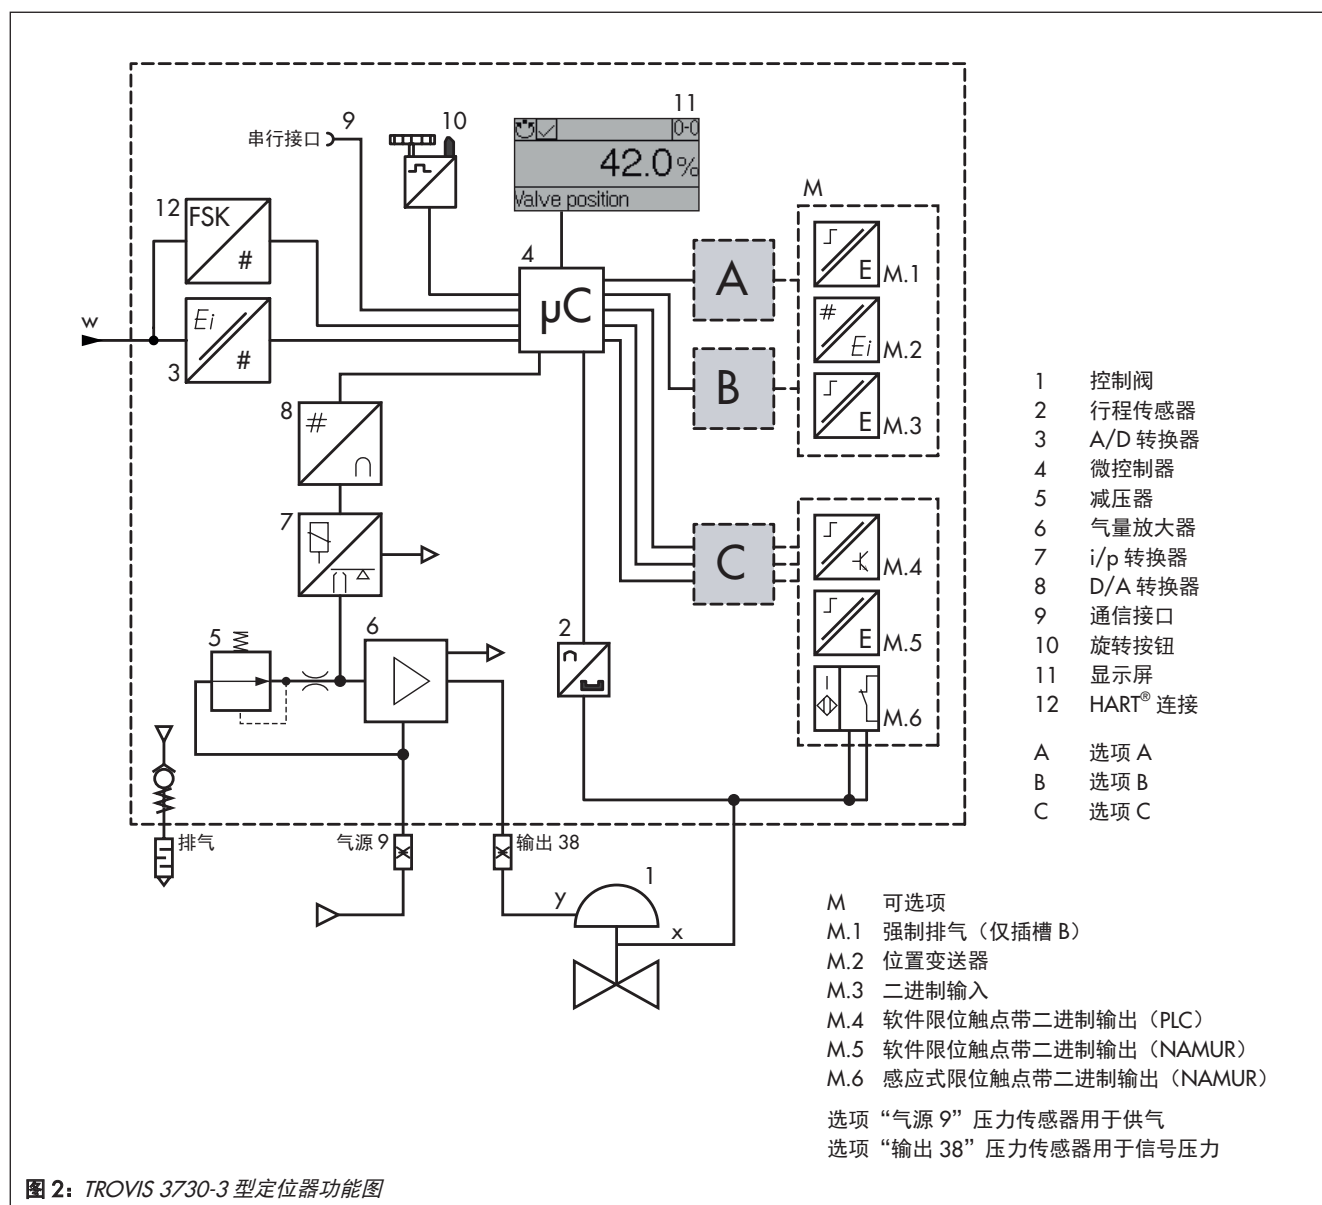 11
9
10
串行接口
0-0
42.0 %
Valve position
M
12
FSK
#
4
A
E
M.1
µC
w
Ei
#
3
#
Ei
M.2
B
8
#
E
M.3
7
C
M.4
5
6
2
E
M.5
M.6
排气
气源 9
输出 38
1
y
x
1 控制阀
2 行程传感器
3 A/D 转换器
4 微控制器
5 减压器
6 气量放大器
7 i/p 转换器
8 D/A 转换器
9 通信接口
10 旋转按钮
11 显示屏
12 HART® 连接
A 选项 A
B 选项 B
C 选项 C
M 可选项
M.1 强制排气（仅插槽 B）
M.2 位置变送器
M.3 二进制输入
M.4 软件限位触点带二进制输出（PLC）
M.5 软件限位触点带二进制输出（NAMUR）
M.6 感应式限位触点带二进制输出（NAMUR）
选项“气源 9”压力传感器用于供气
选项“输出 38”压力传感器用于信号压力
图 2: TROVIS 3730-3 型定位器功能图